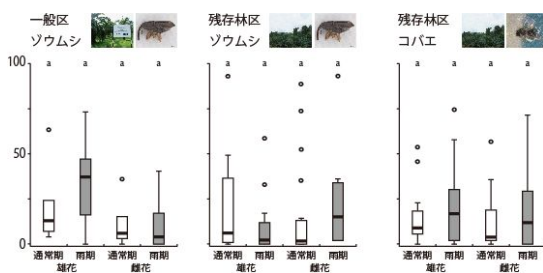 一般区
ゾウムシ
残存林区
ゾウムシ
残存林区
コバエ
100
50
0
a a a a
a a a a
a a a a
通常期 雨期 通常期 雨期
雄花 雌花
通常期 雨期 通常期 雨期
雄花 雌花
通常期 雨期 通常期 雨期
雄花 雌花